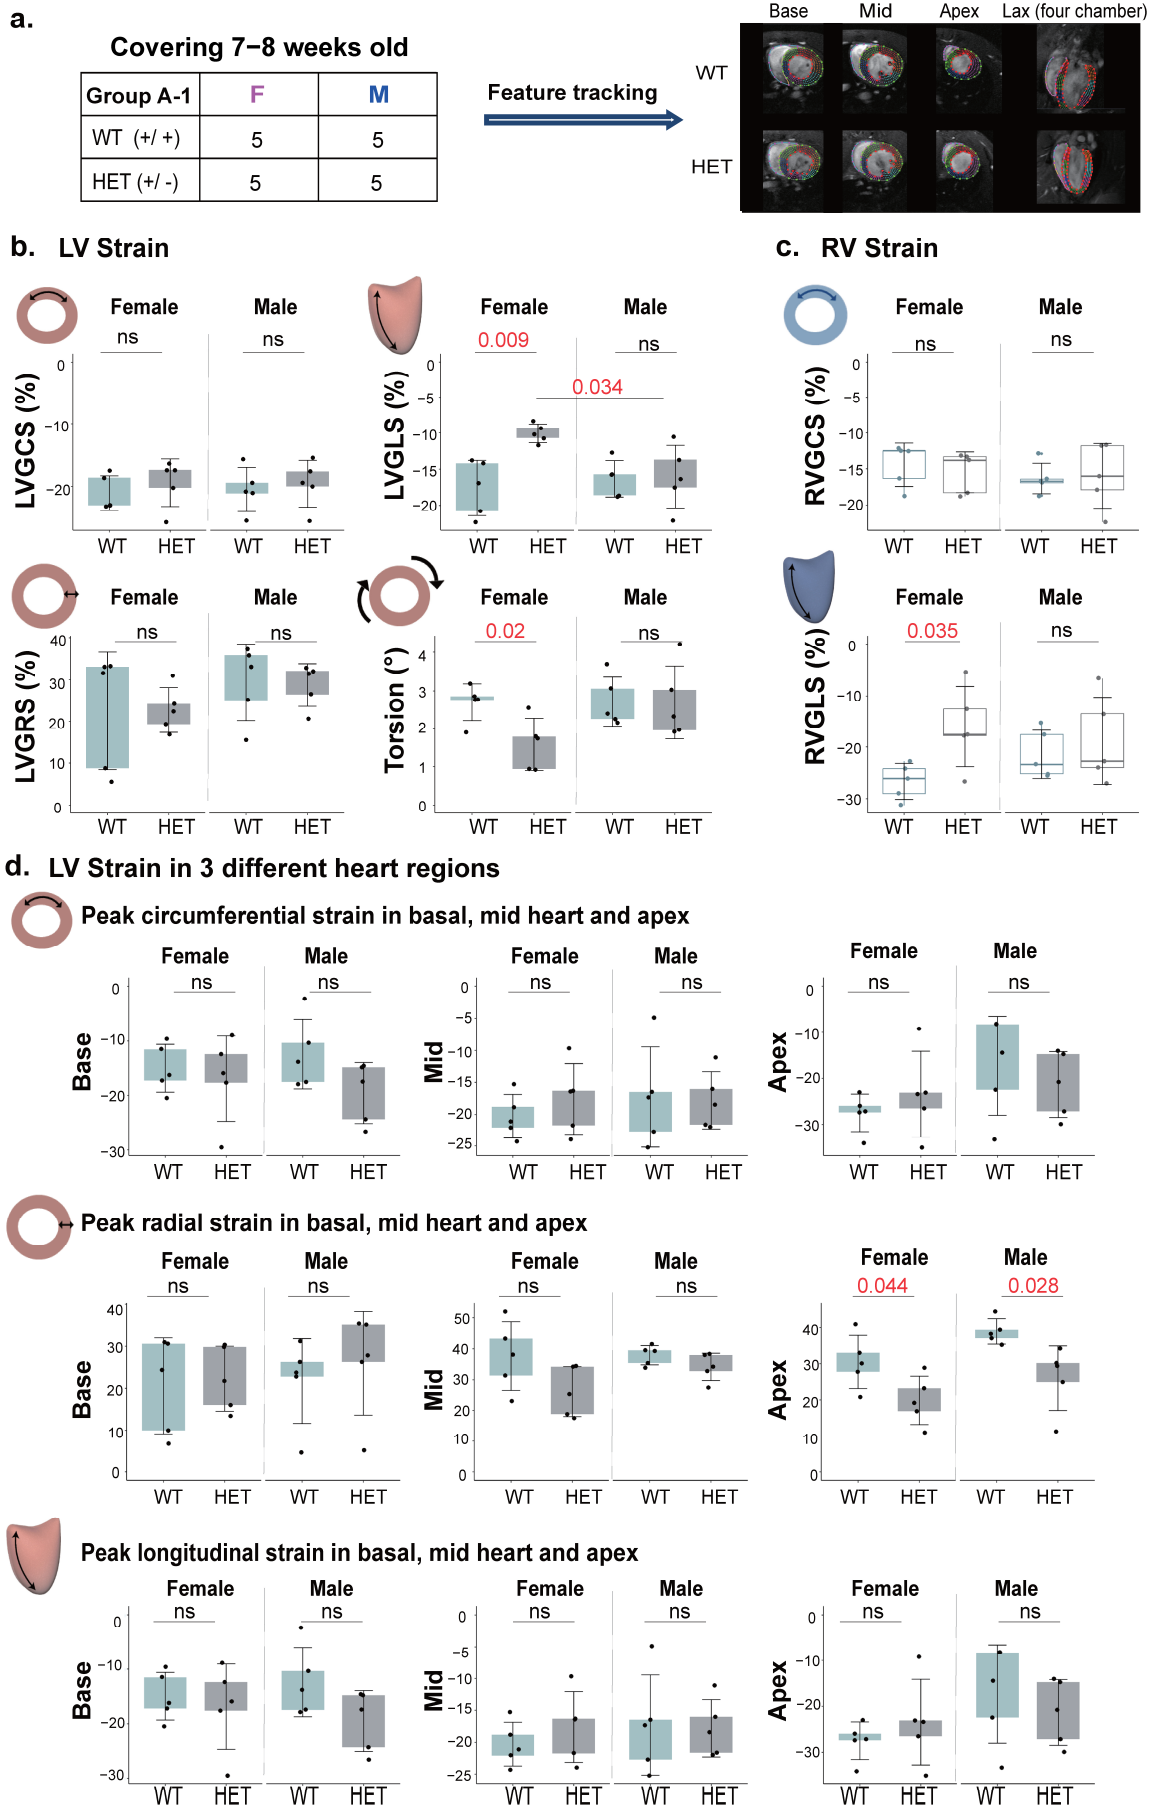 a.
Covering 7–8 weeks old
Group A-1 F M
WT (+/ +) 5 5
HET (+/ -) 5 5
Feature tracking
Base Mid Apex Lax (four chamber)
WT
HET
b. LV Strain
Female Male
ns ns
LVGCS (%)
0
−10
−20
WT HET WT HET
Female Male
0.009 ns
0.034
LVGLS (%)
0
−5
−10
−15
−20
WT HET WT HET
Female Male
ns ns
LVGRS (%)
40
30
20
10
0
WT HET WT HET
Female Male
0.02 ns
Torsion (°)
4
3
2
1
0
WT HET WT HET
c. RV Strain
Female Male
ns ns
RVGCS (%)
0
−5
−10
−15
−20
WT HET WT HET
Female Male
0.035 ns
RVGLS (%)
0
−10
−20
−30
WT HET WT HET
d. LV Strain in 3 different heart regions
Peak circumferential strain in basal, mid heart and apex
Female Male
ns ns
Base
0
−10
−20
−30
WT HET WT HET
Female Male
ns ns
Mid
0
−5
−10
−15
−20
−25
WT HET WT HET
Female Male
ns ns
Apex
0
−10
−20
−30
WT HET WT HET
Peak radial strain in basal, mid heart and apex
Female Male
ns ns
Base
40
30
20
10
0
WT HET WT HET
Female Male
ns ns
Mid
50
40
30
20
10
0
WT HET WT HET
Female Male
0.044 0.028
Apex
40
30
20
10
0
WT HET WT HET
Peak longitudinal strain in basal, mid heart and apex
Female Male
ns ns
Base
0
−10
−20
−30
WT HET WT HET
Female Male
ns ns
Mid
0
−5
−10
−15
−20
−25
WT HET WT HET
Female Male
ns ns
Apex
0
−10
−20
−30
WT HET WT HET